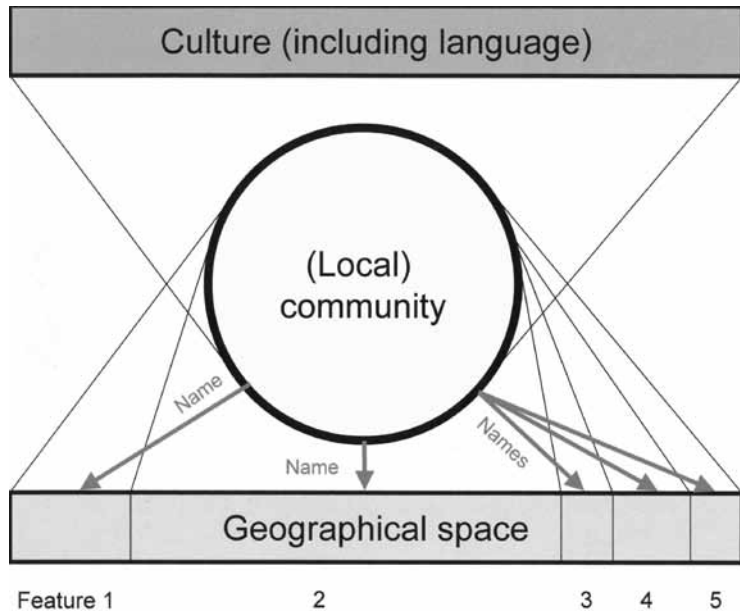 Culture (including language)
(Local)
community
Name
Name
Names
Geographical space
Feature 1 2 3 4 5